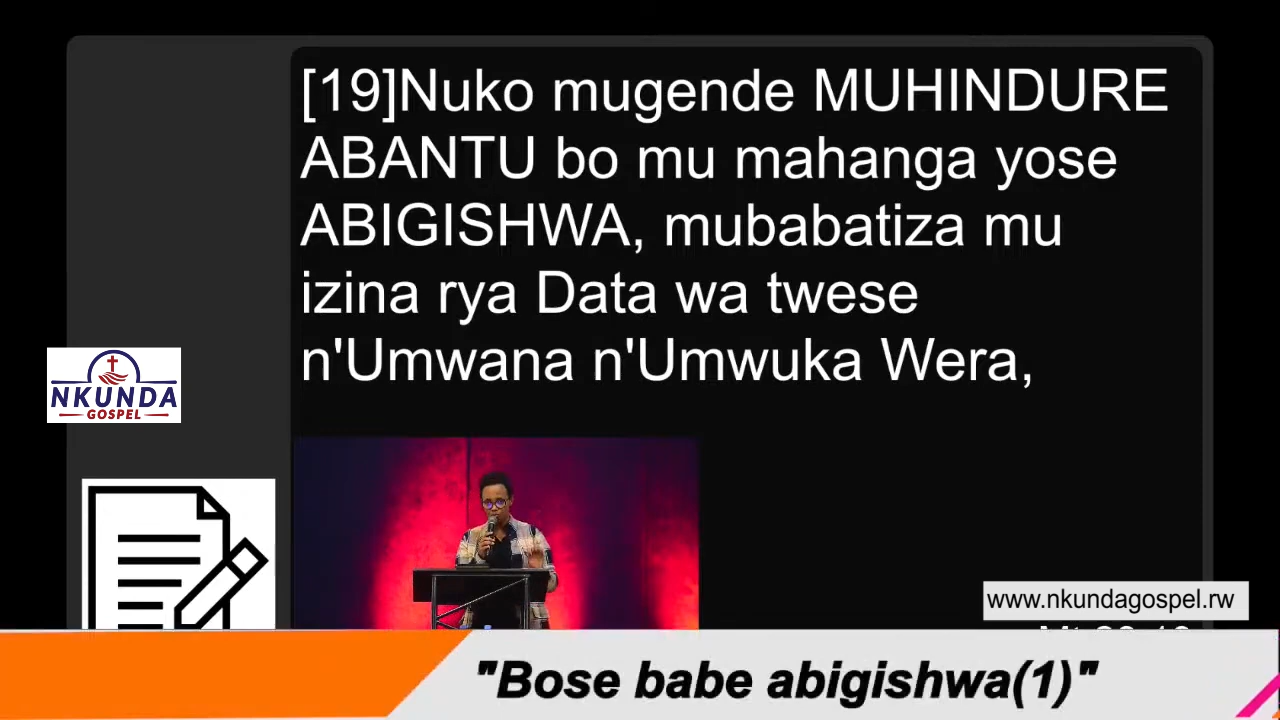 [19]Nuko mugende MUHINDURE
ABANTU bo mu mahanga yose
ABIGISHWA, mubabatiza mu
izina rya Data wa twese
n'Umwana n'Umwuka Wera,
NKUNDA
GOSPEL
www.nkundagospel.rw
"Bose babe abigishwa(1)"